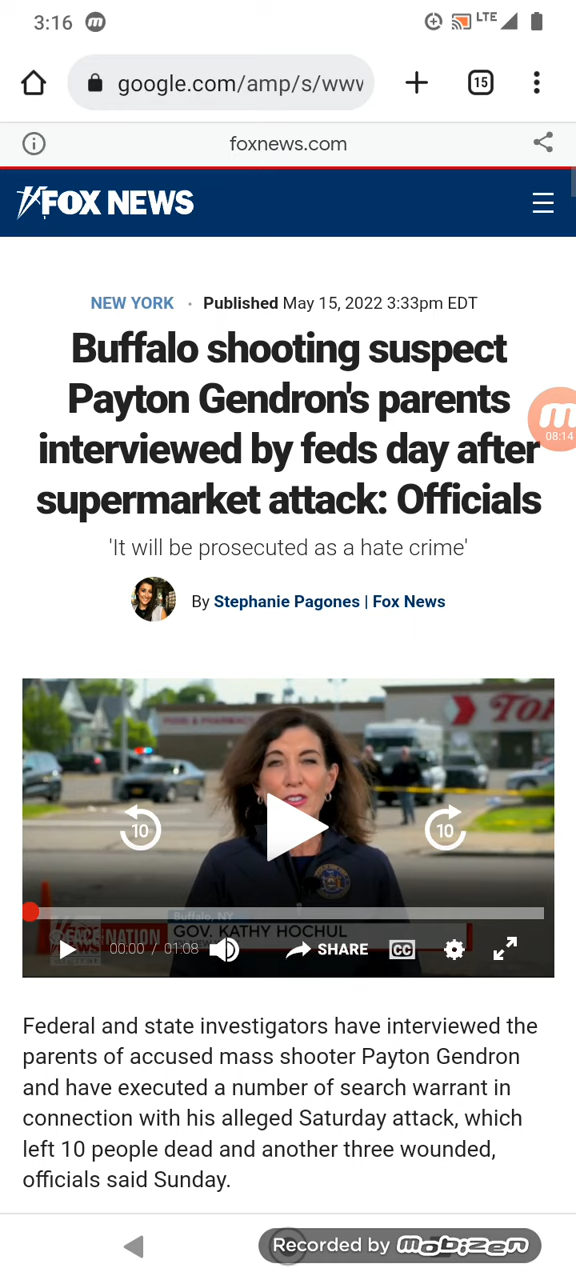 3:16
LTE
google.com/amp/s/www
15
foxnews.com
FOX NEWS
NEW YORK • Published May 15, 2022 3:33pm EDT
Buffalo shooting suspect
Payton Gendron's parents
interviewed by feds day after
supermarket attack: Officials
08:14
'It will be prosecuted as a hate crime'
By Stephanie Pagones | Fox News
TO
10
10
Buffalo, NY
NATION
GOV. KATHY HOCHUL
00:00 / 01:08
SHARE
CC
Federal and state investigators have interviewed the
parents of accused mass shooter Payton Gendron
and have executed a number of search warrant in
connection with his alleged Saturday attack, which
left 10 people dead and another three wounded,
officials said Sunday.
Recorded by mobizen